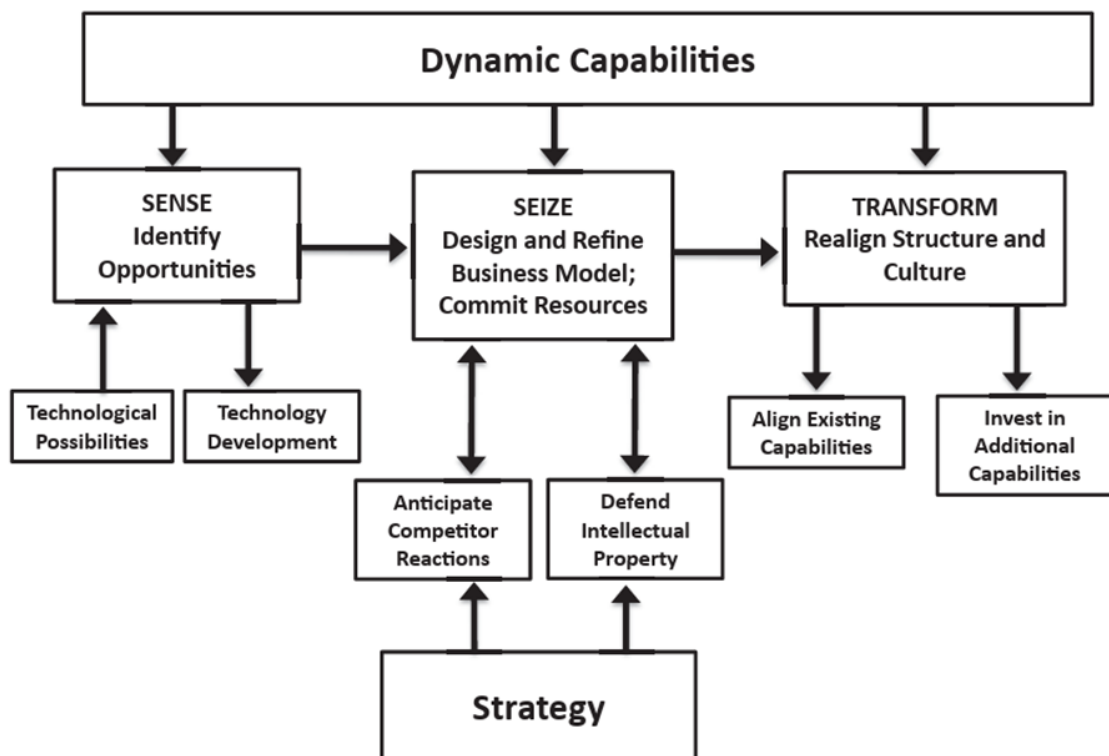 Dynamic Capabilities
SENSE
Identify
Opportunities
SEIZE
Design and Refine
Business Model;
Commit Resources
TRANSFORM
Realign Structure and
Culture
Technological
Possibilities
Technology
Development
Align Existing
Capabilities
Invest in
Additional
Capabilities
Anticipate
Competitor
Reactions
Defend
Intellectual
Property
Strategy